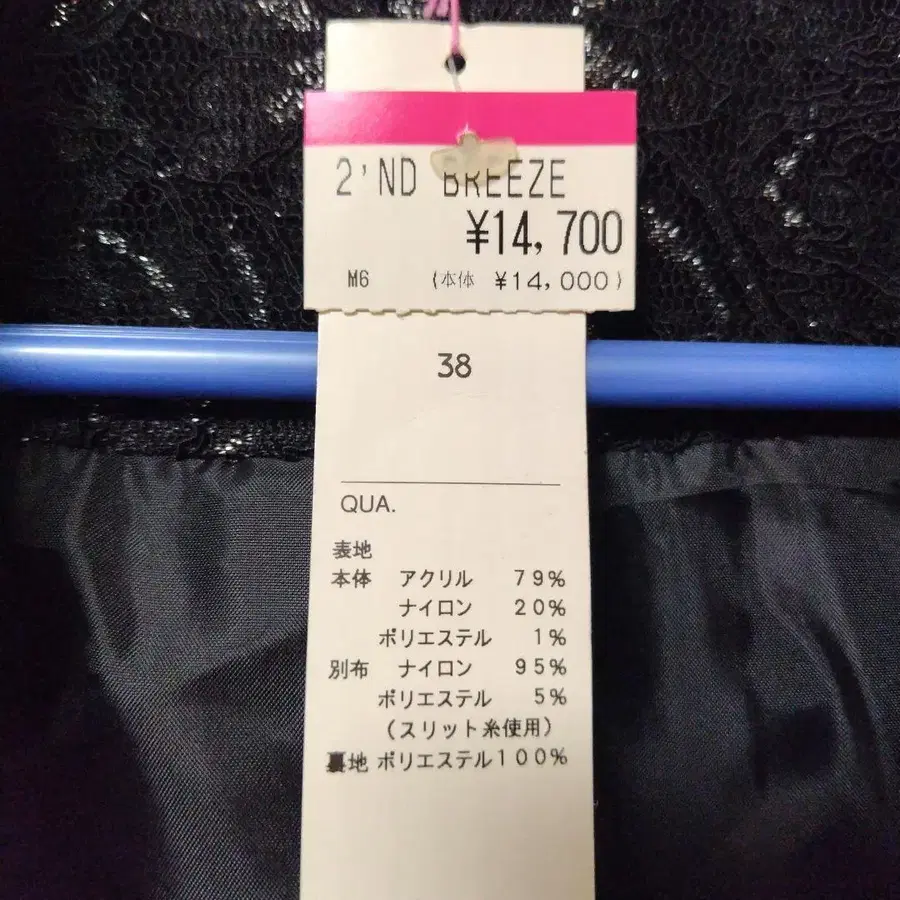 2'ND BREEZE
¥14,700
M6 (本体 ¥14,000)
38
QUA.
表地
本体 アクリル 79%
ナイロン 20%
ポリエステル 1%
別布 ナイロン 95%
ポリエステル 5%
(スリット糸使用)
裏地 ポリエステル100%